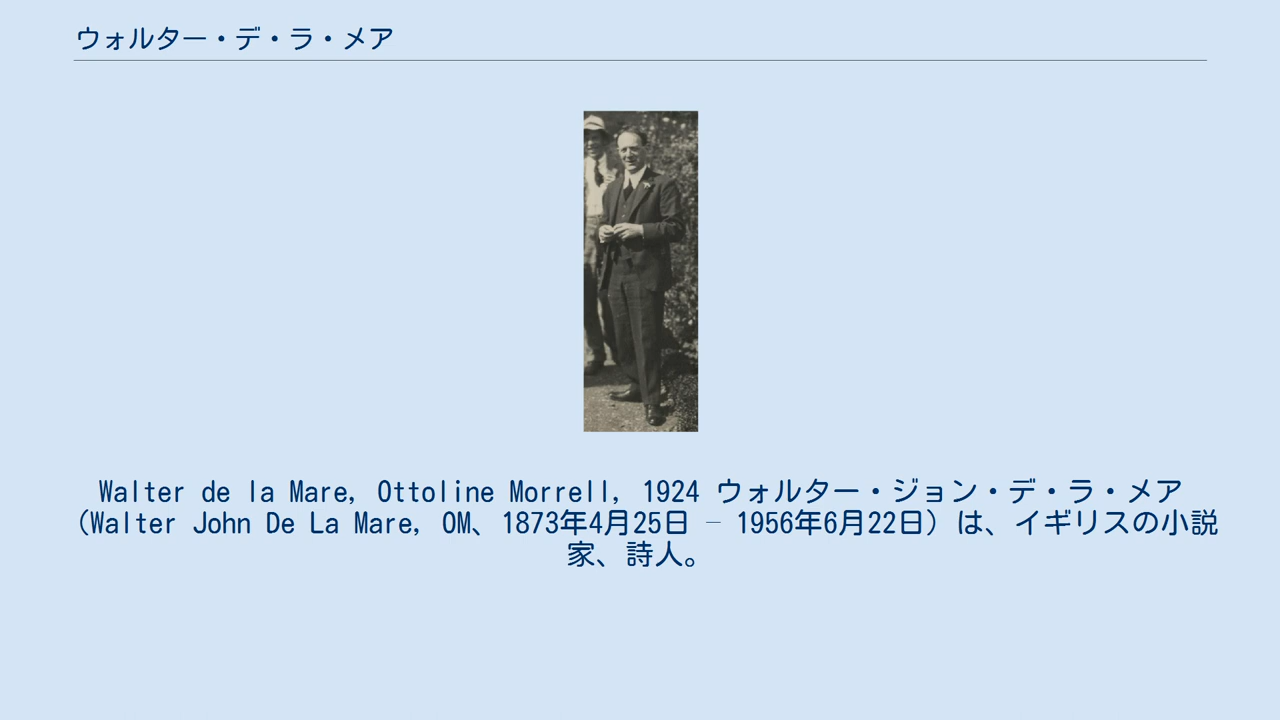 ウォルター・デ・ラ・メア
Walter de la Mare, Ottoline Morrell, 1924 ウォルター・ジョン・デ・ラ・メア
(Walter John De La Mare, OM、1873年4月25日 – 1956年6月22日）は、イギリスの小説
家、詩人。